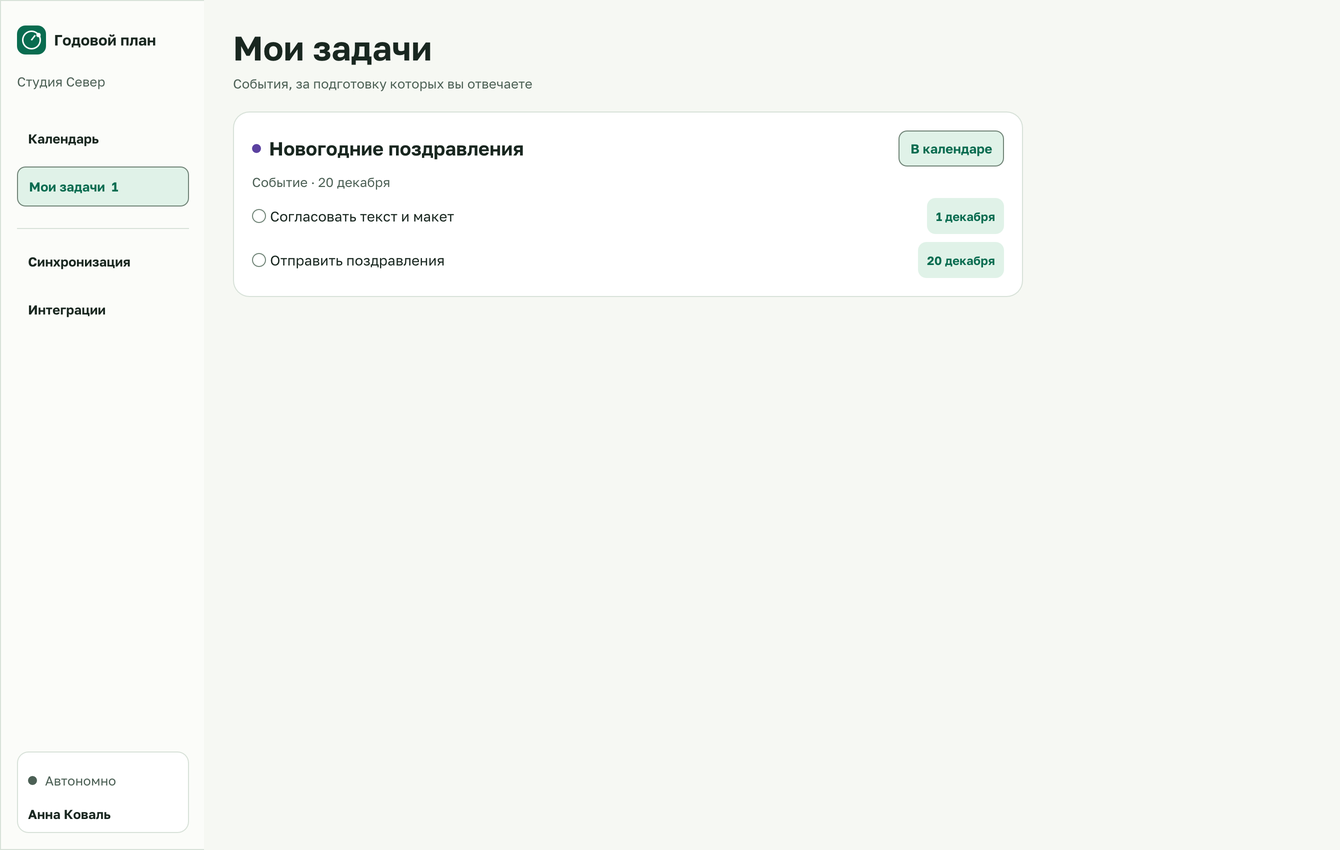 Годовой план
Студия Север
Календарь
Мои задачи 1
Синхронизация
Интеграции
Автономно
Анна Коваль
Мои задачи
События, за подготовку которых вы отвечаете
Новогодние поздравления
В календаре
Событие · 20 декабря
Согласовать текст и макет
1 декабря
Отправить поздравления
20 декабря